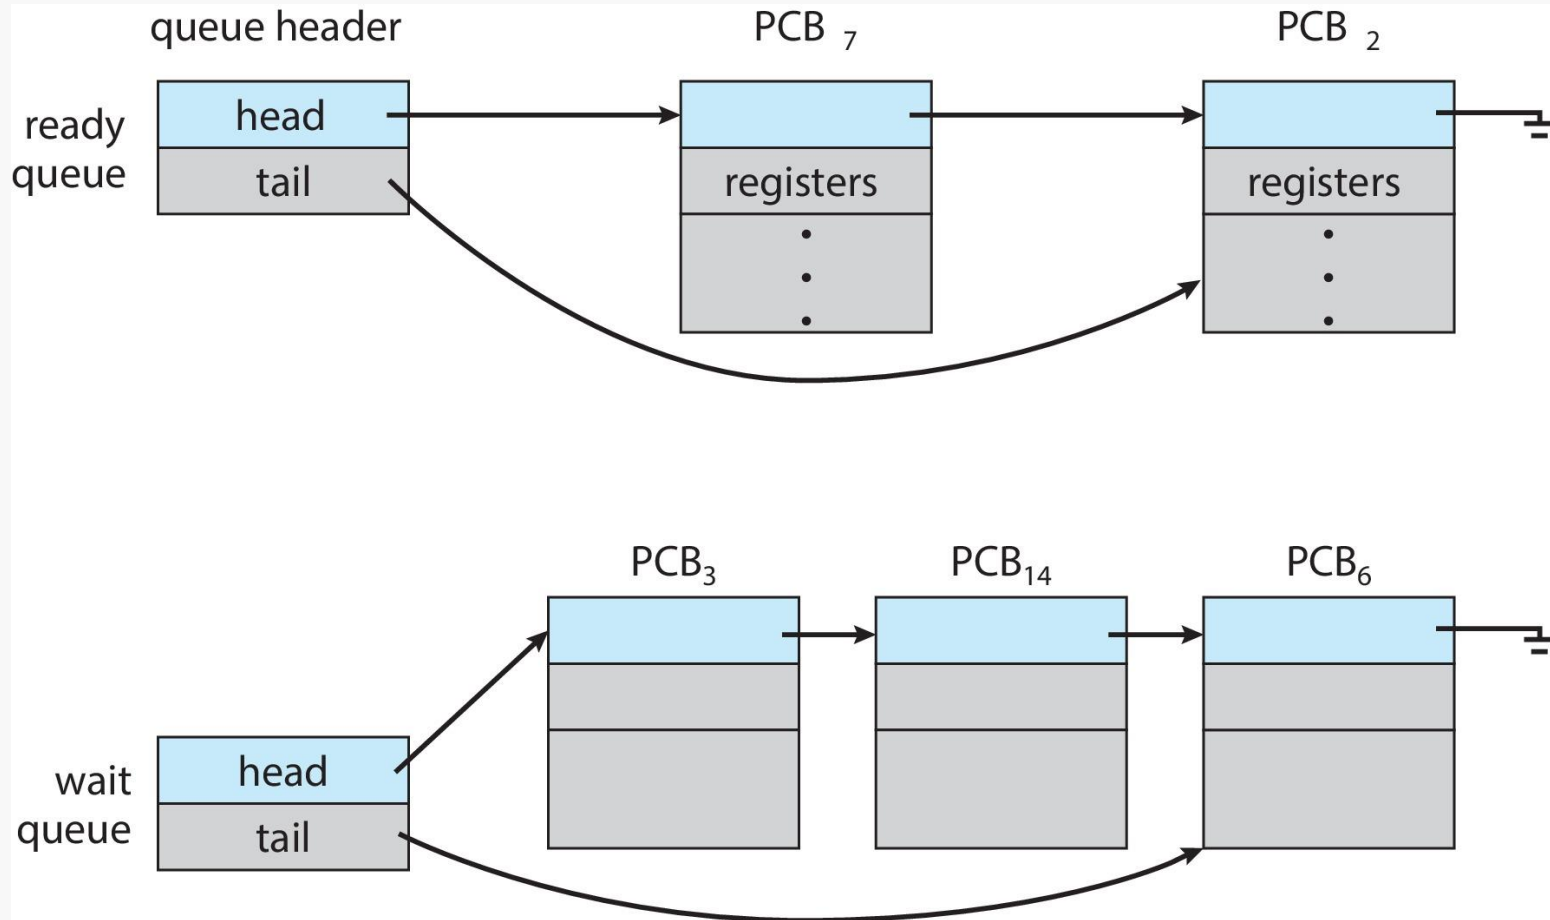 queue header
PCB 7
PCB 2
ready
queue
head
tail
registers
registers
PCB3
PCB14
PCB6
wait
queue
head
tail